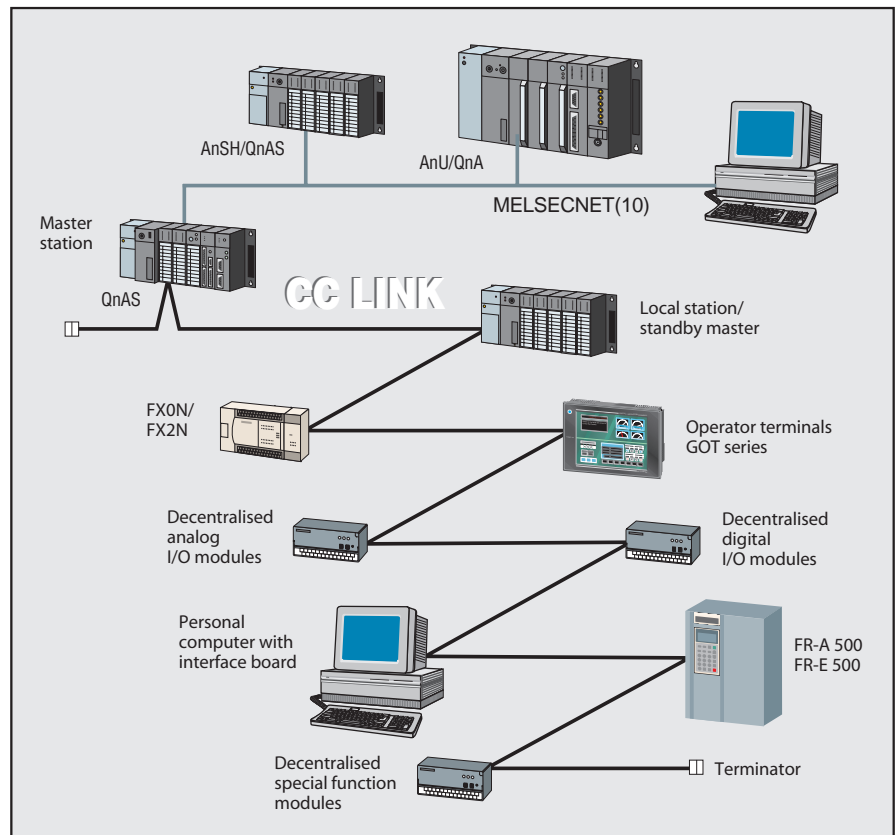 AnSH/QnAS
AnU/QnA
MELSECNET(10)
Master
station
QnAS
CC LINK
Local station/
standby master
FX0N/
FX2N
Operator terminals
GOT series
Decentralised
analog
I/O modules
Decentralised
digital
I/O modules
Personal
computer with
interface board
FR-A 500
FR-E 500
Decentralised
special function
modules
Terminator